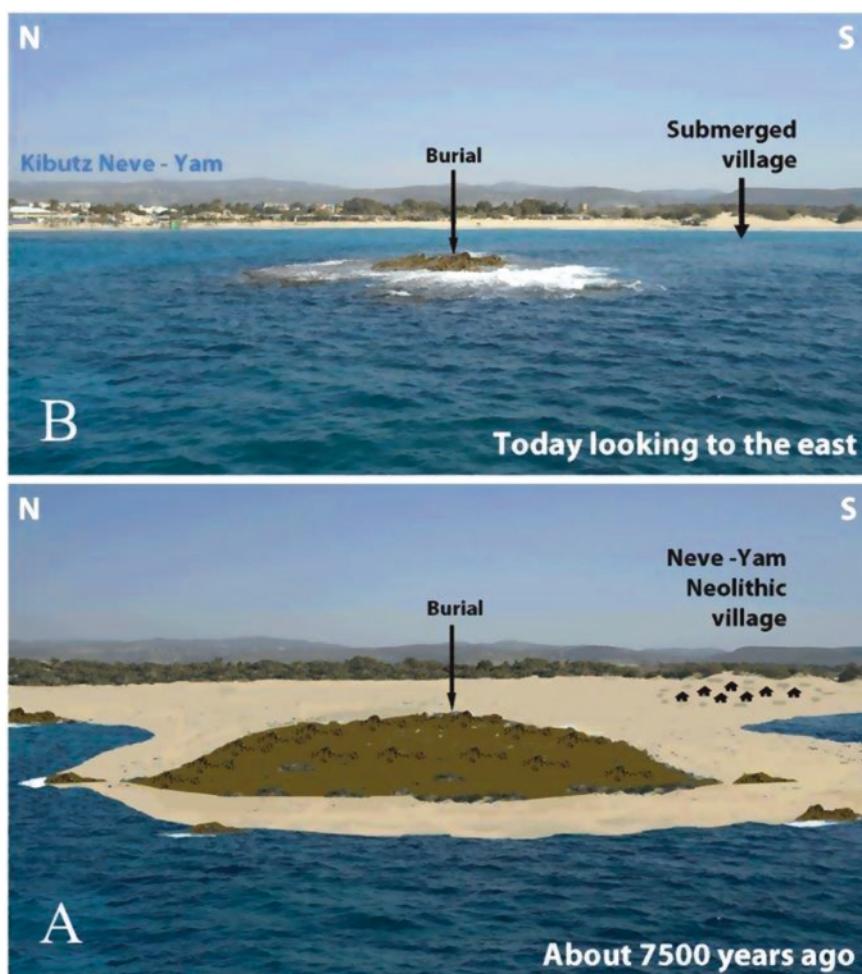 N
S
Kibutz Neve - Yam
Burial
Submerged
village
B
Today looking to the east
N
S
Neve -Yam
Neolithic
village
Burial
A
About 7500 years ago